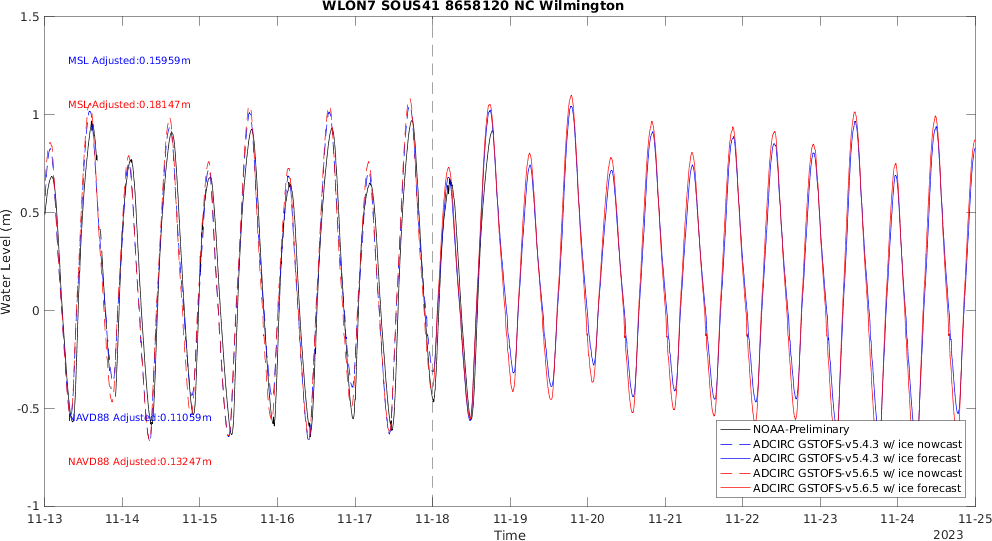 WLON7 SOUS41 8658120 NC Wilmington
1.5
1
0.5
0
-0.5
-1
Water Level (m)
MSL Adjusted:0.15959m
MSL Adjusted:0.18147m
NAVD88 Adjusted:0.11059m
NAVD88 Adjusted:0.13247m
NOAA-Preliminary
ADCIRC GSTOFS-v5.4.3 w/ ice nowcast
ADCIRC GSTOFS-v5.4.3 w/ ice forecast
ADCIRC GSTOFS-v5.6.5 w/ ice nowcast
ADCIRC GSTOFS-v5.6.5 w/ ice forecast
11-13 11-14 11-15 11-16 11-17 11-18 11-19 11-20 11-21 11-22 11-23 11-24 11-25
Time
2023